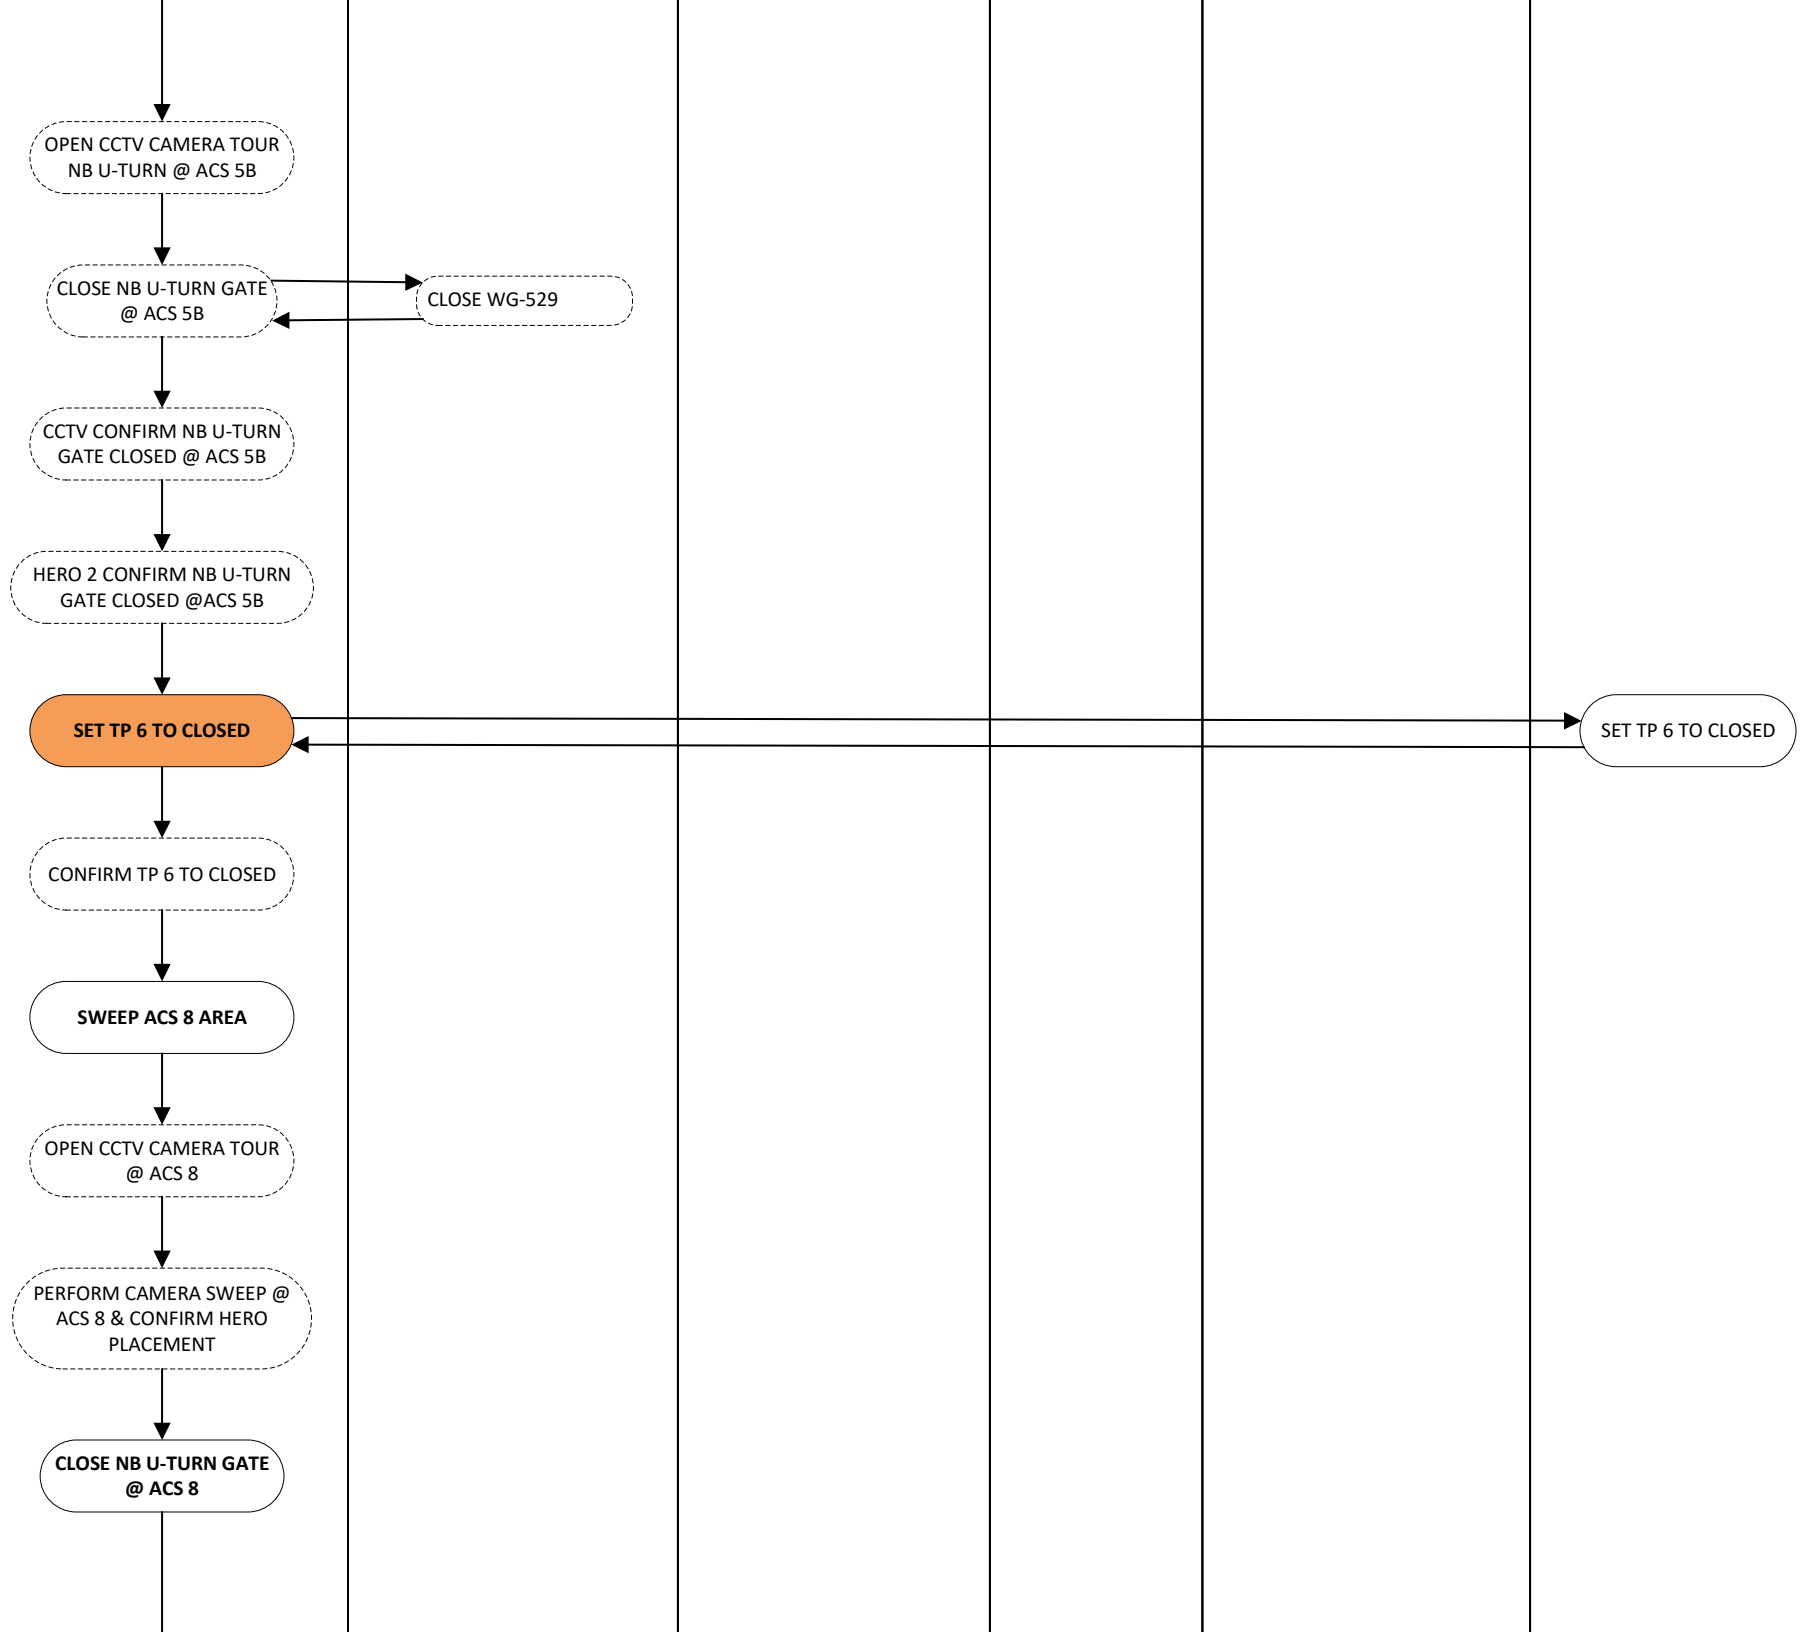 OPEN CCTV CAMERA TOUR
NB U-TURN @ ACS 5B
CLOSE NB U-TURN GATE
@ ACS 5B
CLOSE WG-529
CCTV CONFIRM NB U-TURN
GATE CLOSED @ ACS 5B
HERO 2 CONFIRM NB U-TURN
GATE CLOSED @ACS 5B
SET TP 6 TO CLOSED
SET TP 6 TO CLOSED
CONFIRM TP 6 TO CLOSED
SWEEP ACS 8 AREA
OPEN CCTV CAMERA TOUR
@ ACS 8
PERFORM CAMERA SWEEP @
ACS 8 & CONFIRM HERO
PLACEMENT
CLOSE NB U-TURN GATE
@ ACS 8